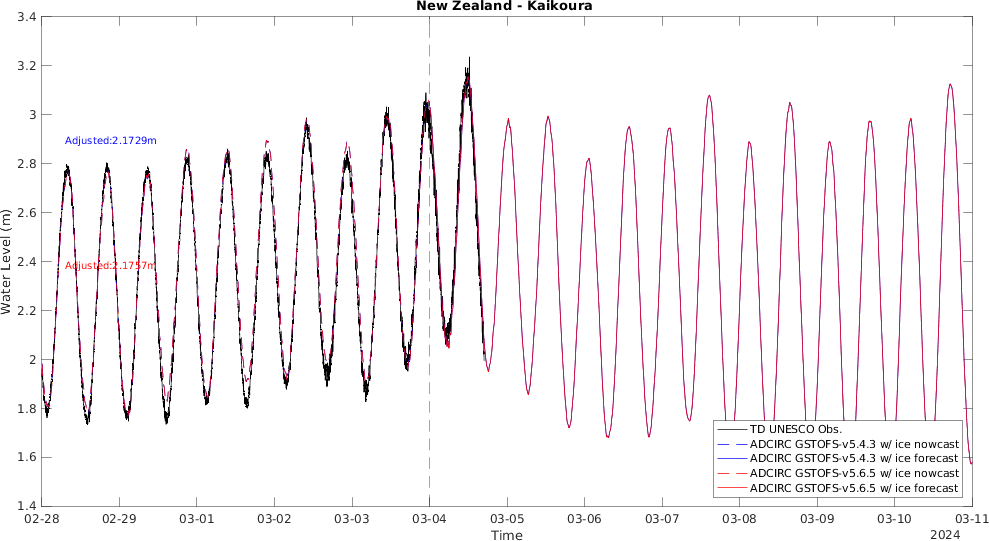 New Zealand - Kaikoura
3.4
3.2
3
2.8
2.6
2.4
2.2
2
1.8
1.6
1.4
Water Level (m)
Adjusted:2.1729m
Adjusted:2.1757m
TD UNESCO Obs.
ADCIRC GSTOFS-v5.4.3 w/ ice nowcast
ADCIRC GSTOFS-v5.4.3 w/ ice forecast
ADCIRC GSTOFS-v5.6.5 w/ ice nowcast
ADCIRC GSTOFS-v5.6.5 w/ ice forecast
02-28 02-29 03-01 03-02 03-03 03-04 03-05 03-06 03-07 03-08 03-09 03-10 03-11
Time
2024